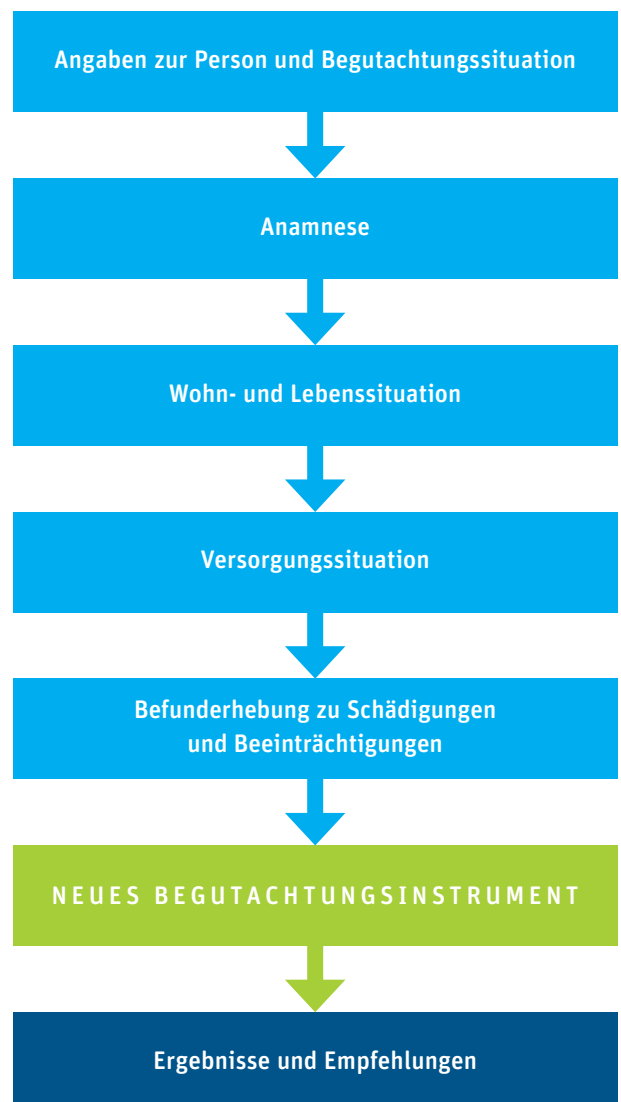 Angaben zur Person und Begutachtungssituation
Anamnese
Wohn- und Lebenssituation
Versorgungssituation
Befunderhebung zu Schädigungen
und Beeinträchtigungen
NEUES BEGUTACHTUNGSINSTRUMENT
Ergebnisse und Empfehlungen